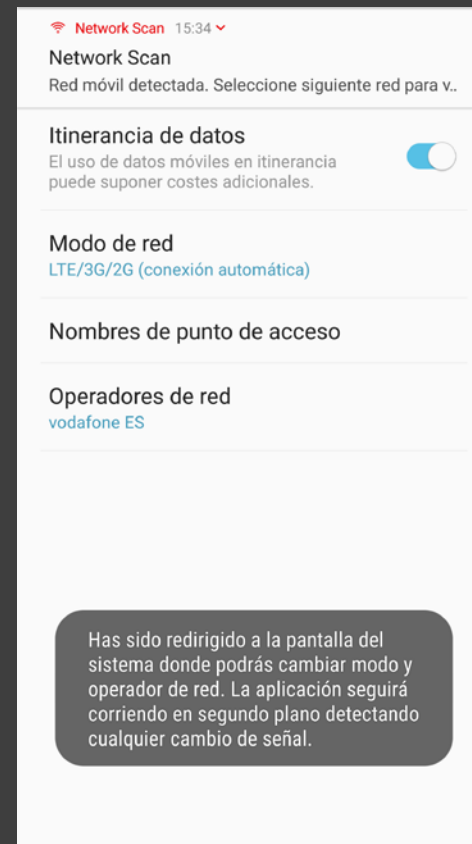 Network Scan 15:34
Network Scan
Red móvil detectada. Seleccione siguiente red para v..
Itinerancia de datos
El uso de datos móviles en itinerancia
puede suponer costes adicionales.
Modo de red
LTE/3G/2G (conexión automática)
Nombres de punto de acceso
Operadores de red
vodafone ES
Has sido redirigido a la pantalla del
sistema donde podrás cambiar modo y
operador de red. La aplicación seguirá
corriendo en segundo plano detectando
cualquier cambio de señal.